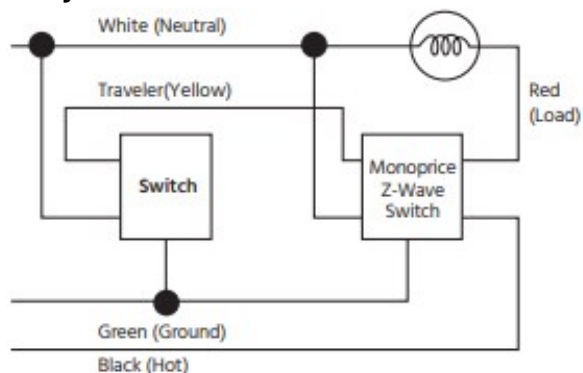 White (Neutral)
Traveler(Yellow)
Red
(Load)
Switch
Monoprice
Z-Wave
Switch
Green (Ground)
Black (Hot)